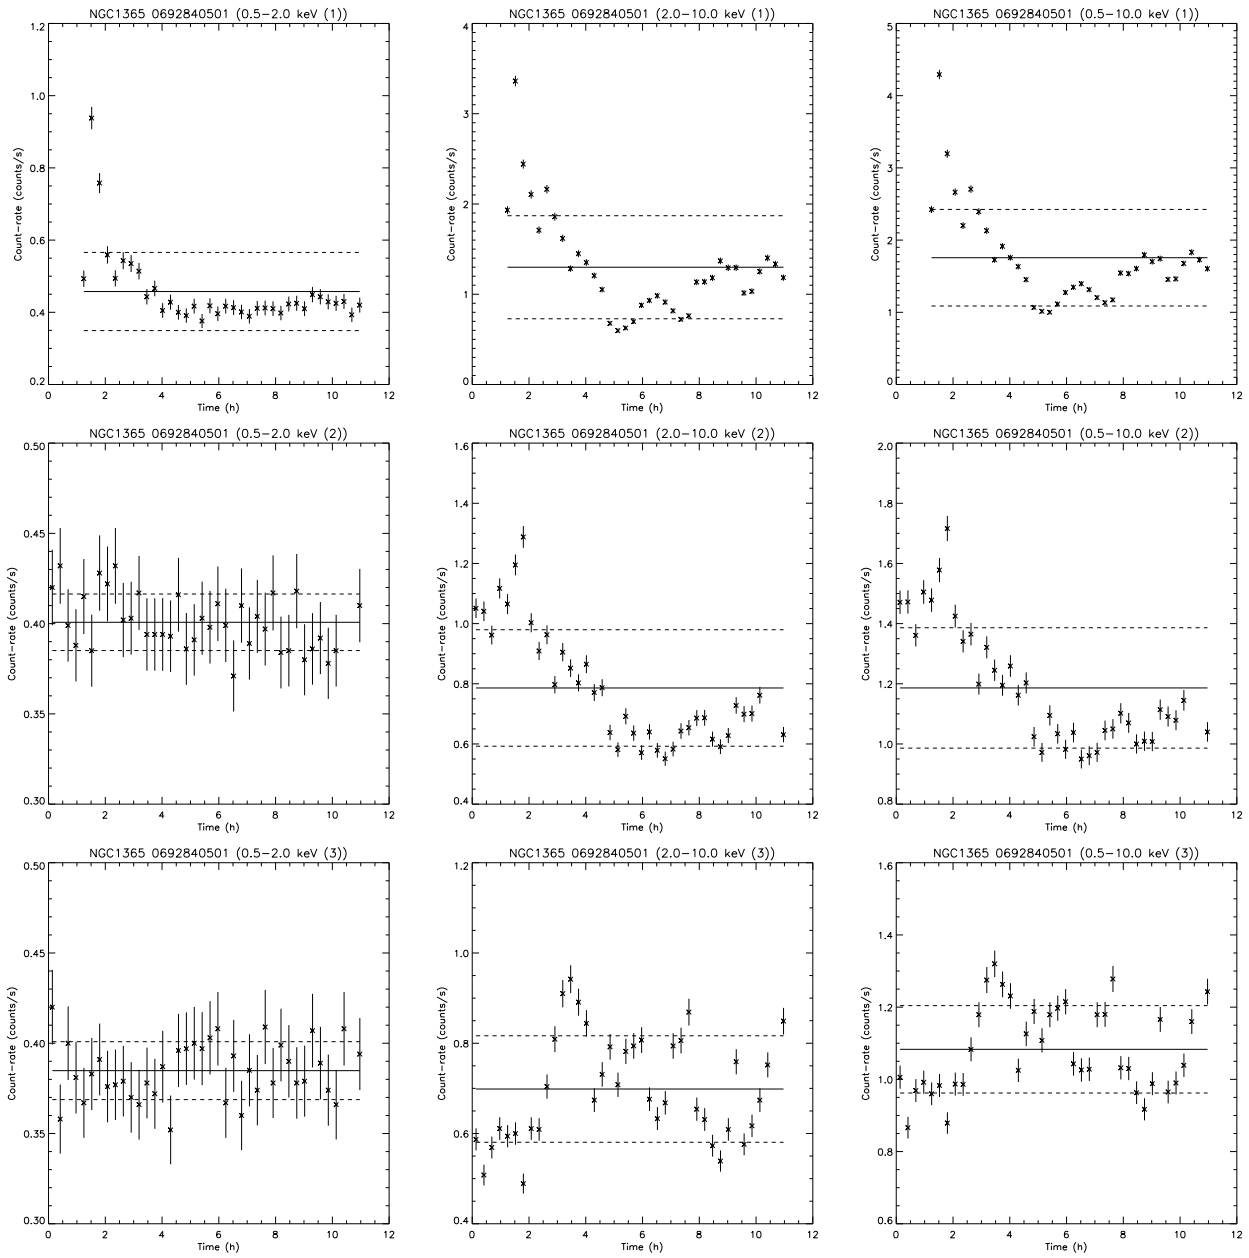 NGC1365 0692840501 (0.5−2.0 keV (1))
1.2
1.0
0.8
0.6
0.4
0.2
Count−rate (counts/s)
0 2 4 6 8 10 12
Time (h)
NGC1365 0692840501 (2.0−10.0 keV (1))
4
3
2
1
0
Count−rate (counts/s)
0 2 4 6 8 10 12
Time (h)
NGC1365 0692840501 (0.5−10.0 keV (1))
5
4
3
2
1
0
Count−rate (counts/s)
0 2 4 6 8 10 12
Time (h)
NGC1365 0692840501 (0.5−2.0 keV (2))
0.50
0.45
0.40
0.35
0.30
Count−rate (counts/s)
0 2 4 6 8 10 12
Time (h)
NGC1365 0692840501 (2.0−10.0 keV (2))
1.6
1.4
1.2
1.0
0.8
0.6
0.4
Count−rate (counts/s)
0 2 4 6 8 10 12
Time (h)
NGC1365 0692840501 (0.5−10.0 keV (2))
2.0
1.8
1.6
1.4
1.2
1.0
0.8
Count−rate (counts/s)
0 2 4 6 8 10 12
Time (h)
NGC1365 0692840501 (0.5−2.0 keV (3))
0.50
0.45
0.40
0.35
0.30
Count−rate (counts/s)
0 2 4 6 8 10 12
Time (h)
NGC1365 0692840501 (2.0−10.0 keV (3))
1.2
1.0
0.8
0.6
0.4
Count−rate (counts/s)
0 2 4 6 8 10 12
Time (h)
NGC1365 0692840501 (0.5−10.0 keV (3))
1.6
1.4
1.2
1.0
0.8
0.6
Count−rate (counts/s)
0 2 4 6 8 10 12
Time (h)